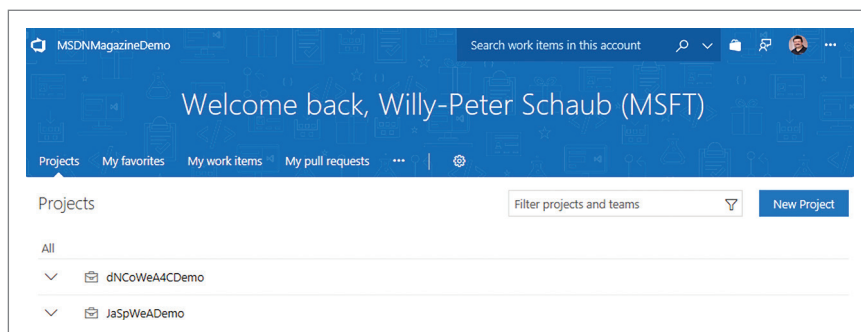 MSDNMagazineDemo Search work items in this account
Welcome back, Willy-Peter Schaub (MSFT)
Projects My favorites My work items My pull requests
Projects Filter projects and teams New Project
All
dNCoWeA4CDemo
JaSpWeADemo